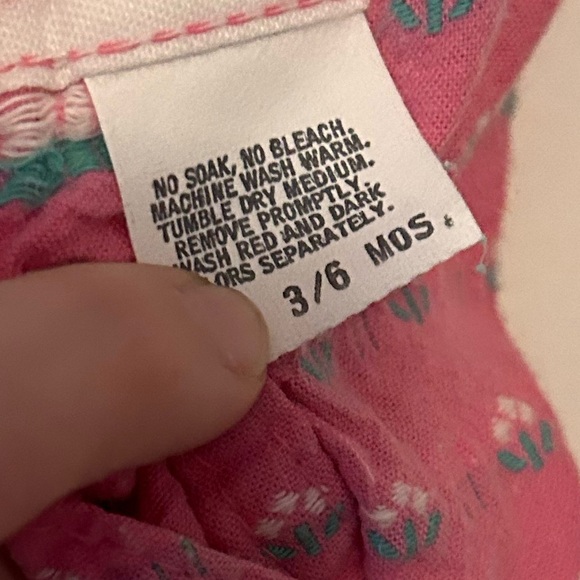 NO SOAK, NO BLEACH.
MACHINE WASH WARM.
TUMBLE DRY MEDIUM.
REMOVE PROMPTLY.
WASH RED AND DARK
ORS SEPARATELY.
3/6 MOS.